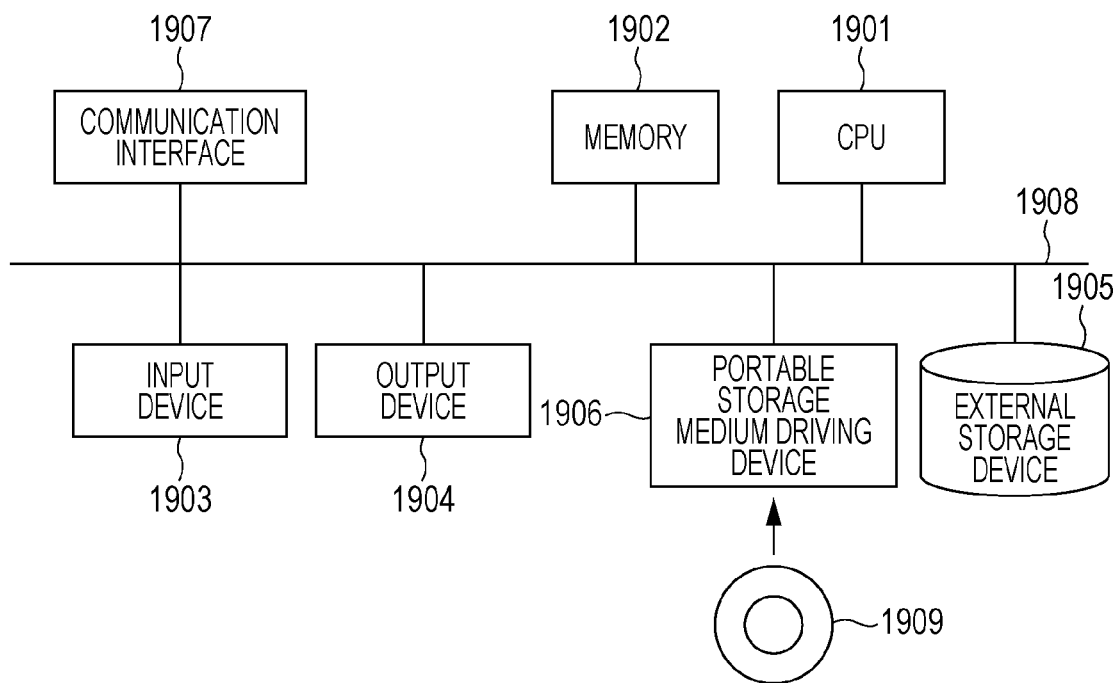 1907
1902
1901
COMMUNICATION
INTERFACE
MEMORY
CPU
1908
1905
INPUT
DEVICE
OUTPUT
DEVICE
1906
PORTABLE
STORAGE
MEDIUM DRIVING
DEVICE
EXTERNAL
STORAGE
DEVICE
1903
1904
1909